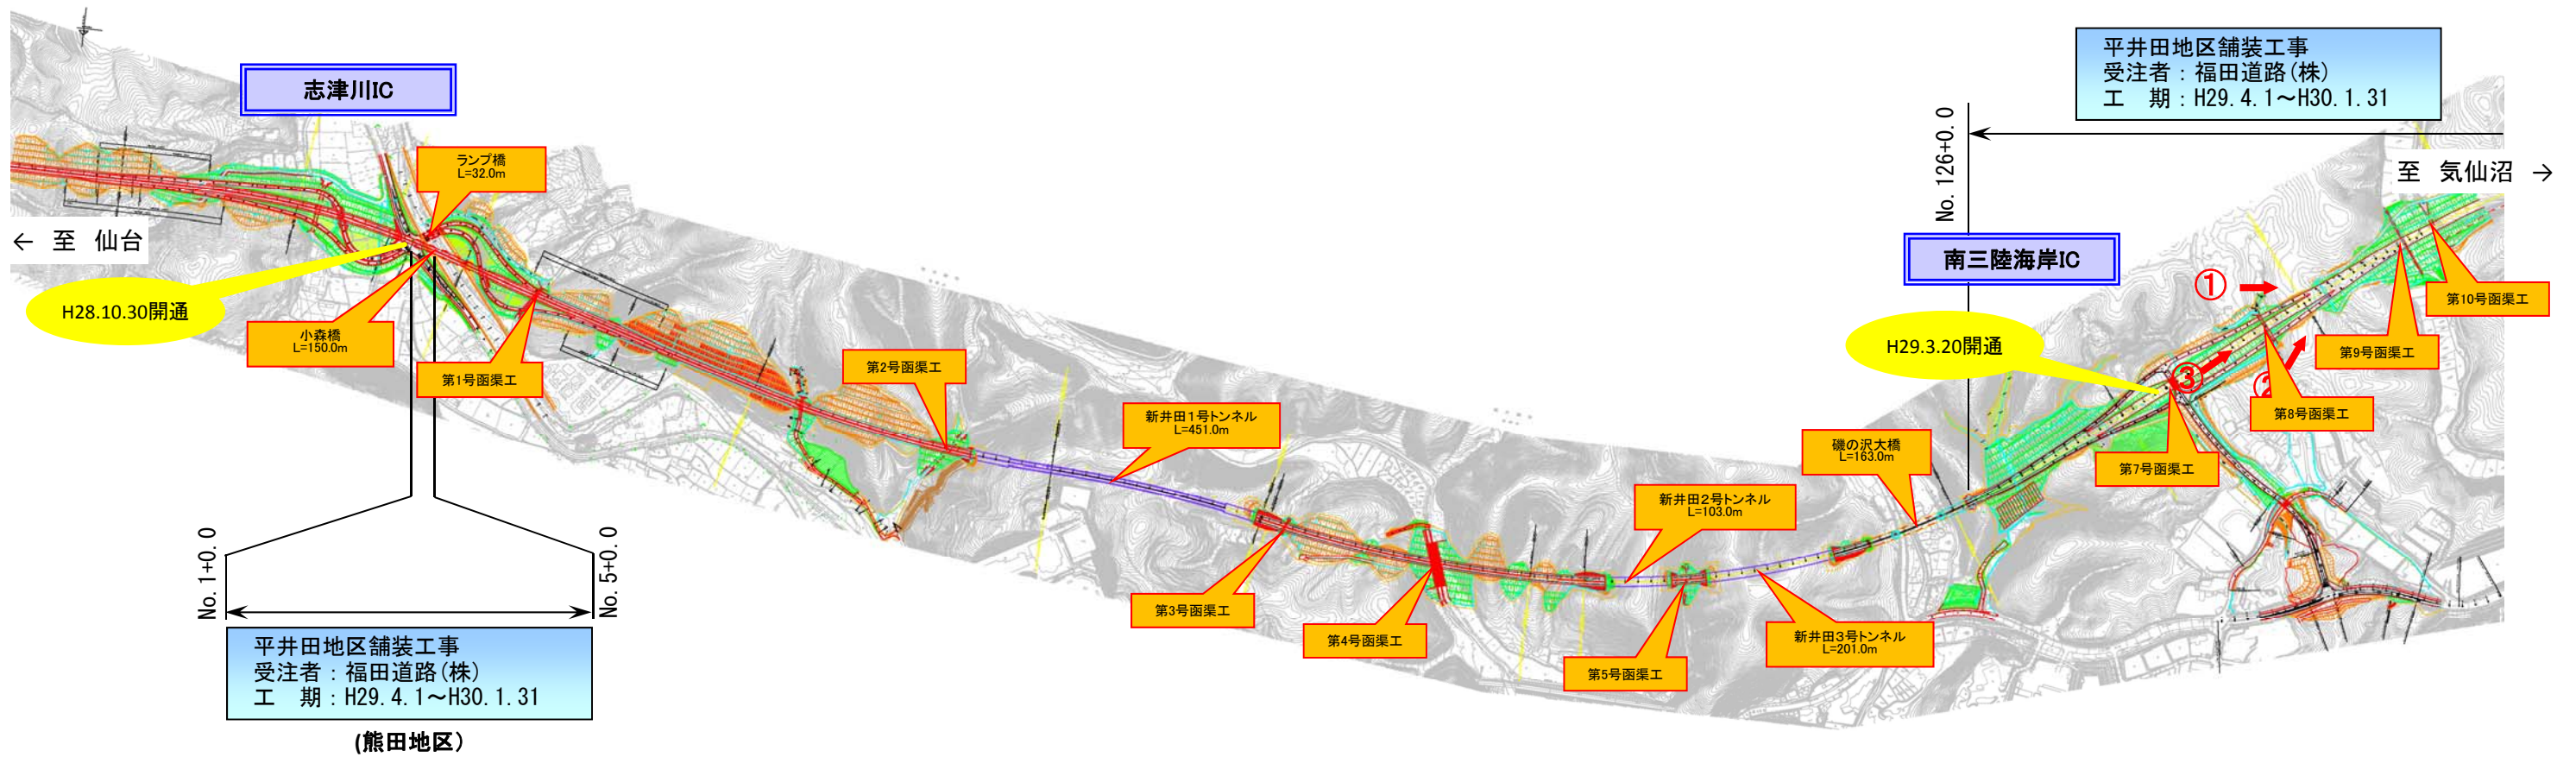 志津川IC
ランプ橋
L=32.0m
← 至 仙台
H28.10.30開通
小森橋
L=150.0m
第1号函渠工
第2号函渠工
新井田1号トンネル
L=451.0m
No.1+0.0
No.5+0.0
平井田地区舗装工事
受注者：福田道路(株)
工　期：H29.4.1～H30.1.31
(熊田地区)
第3号函渠工
第4号函渠工
新井田2号トンネル
L=103.0m
第5号函渠工
新井田3号トンネル
L=201.0m
磯の沢大橋
L=163.0m
平井田地区舗装工事
受注者：福田道路(株)
工　期：H29.4.1～H30.1.31
No.126+0.0
至 気仙沼 →
南三陸海岸IC
H29.3.20開通
①
③
②
第7号函渠工
第8号函渠工
第9号函渠工
第10号函渠工